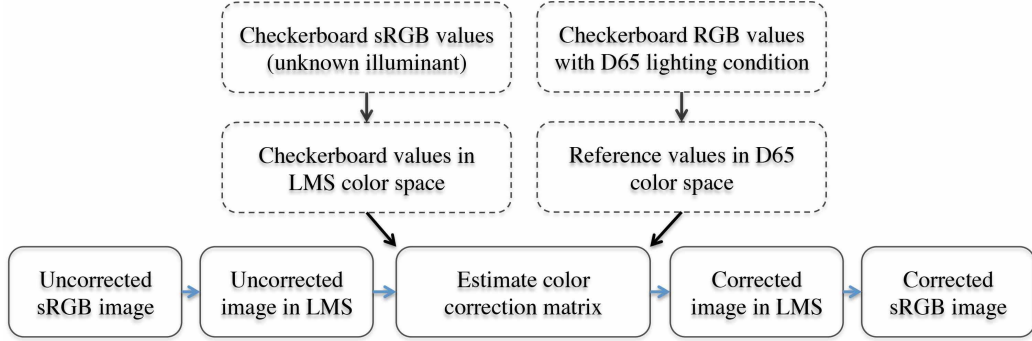 Checkerboard sRGB values
(unknown illuminant)
Checkerboard RGB values
with D65 lighting condition
Checkerboard values in
LMS color space
Reference values in D65
color space
Uncorrected
sRGB image
Uncorrected
image in LMS
Estimate color
correction matrix
Corrected
image in LMS
Corrected
sRGB image